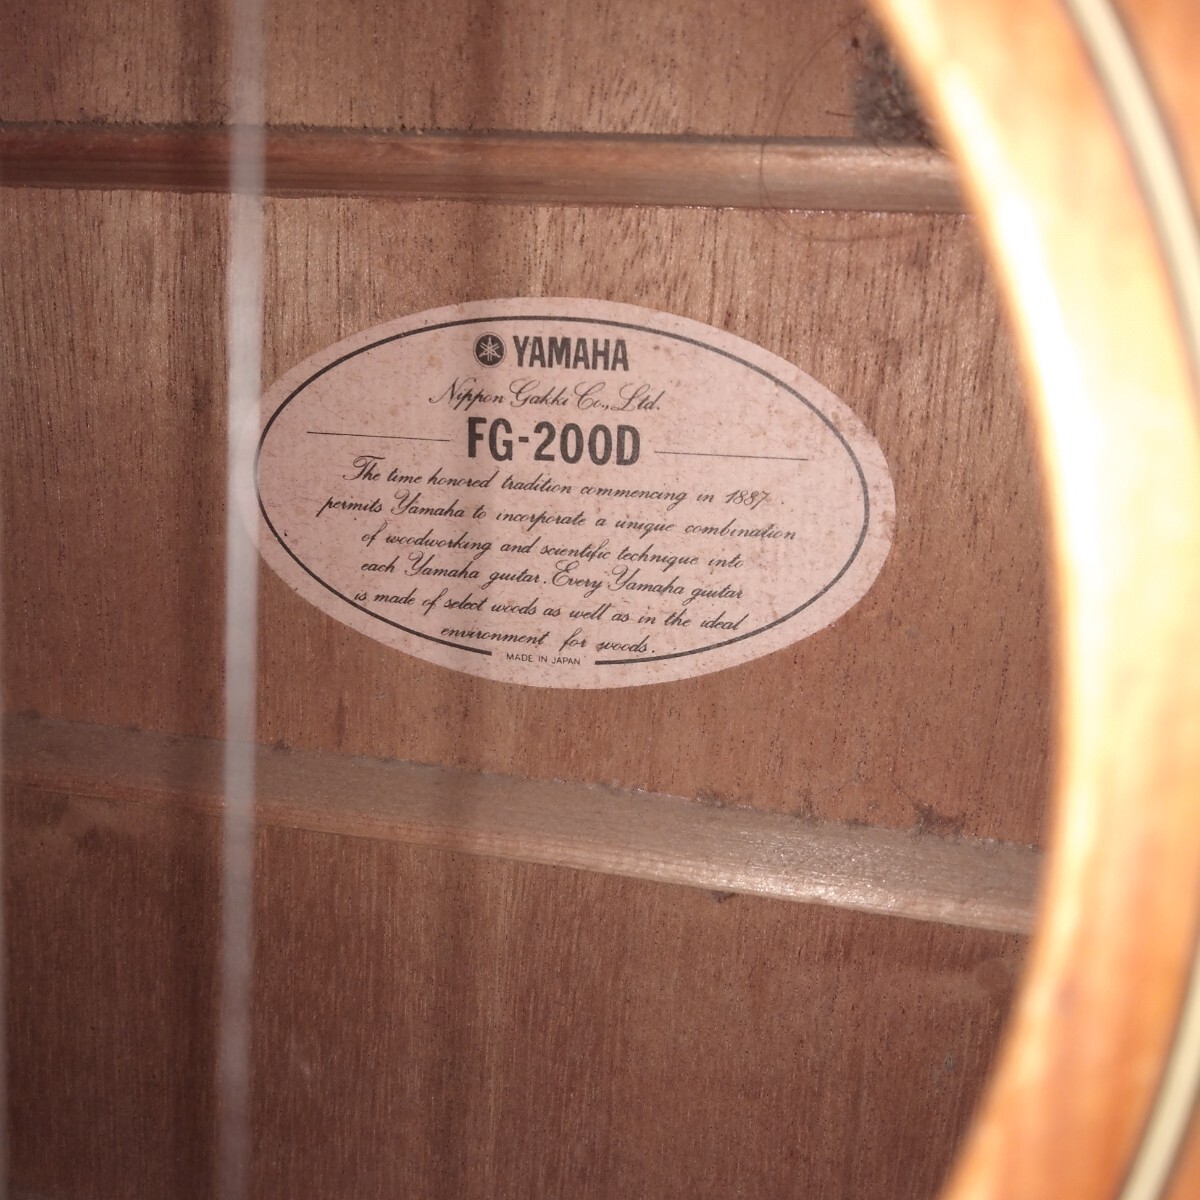 YAMAHA
Nippon Gakki Co., Ltd.
FG-200D
The time honored tradition commencing in 1887.
permits Yamaha to incorporate a unique combination
of woodworking and scientific technique into
each Yamaha guitar. Every Yamaha guitar
is made of select woods as well as in the ideal
environment for woods.
MADE IN JAPAN